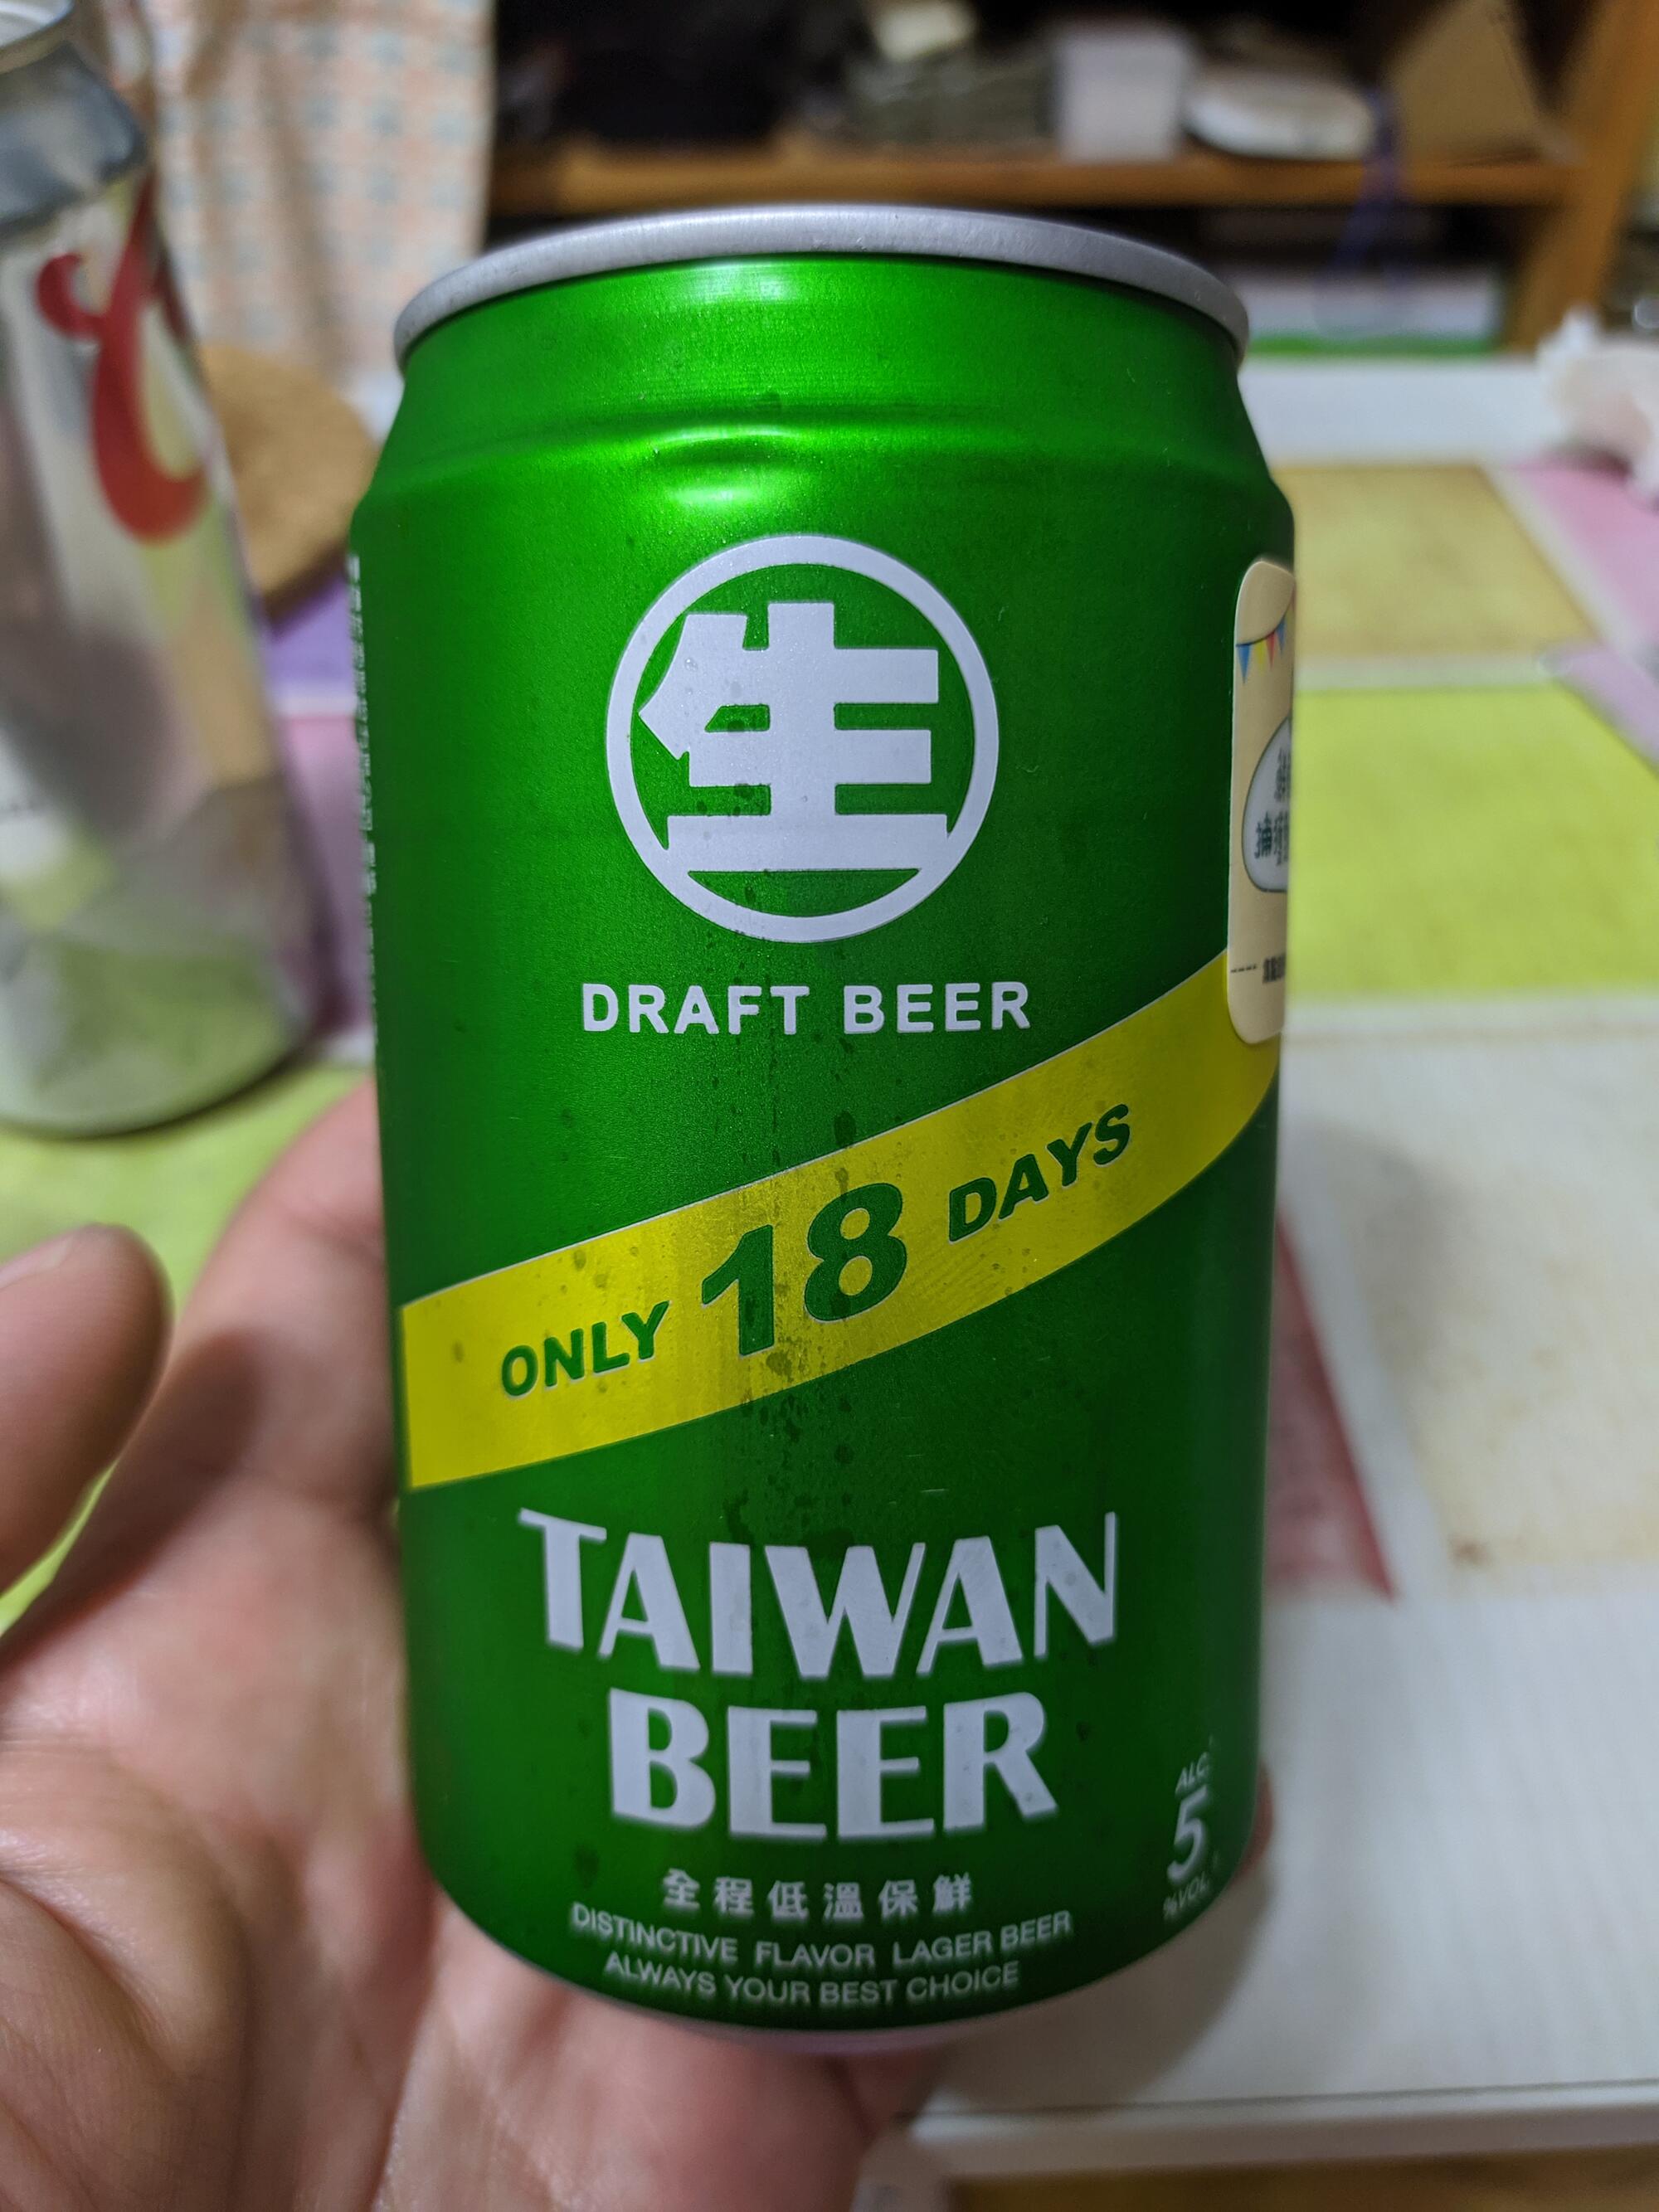 生
DRAFT BEER
ONLY 18 DAYS
TAIWAN
BEER
ALC.
5
%VOL.
全程低溫保鮮
DISTINCTIVE FLAVOR LAGER BEER
ALWAYS YOUR BEST CHOICE